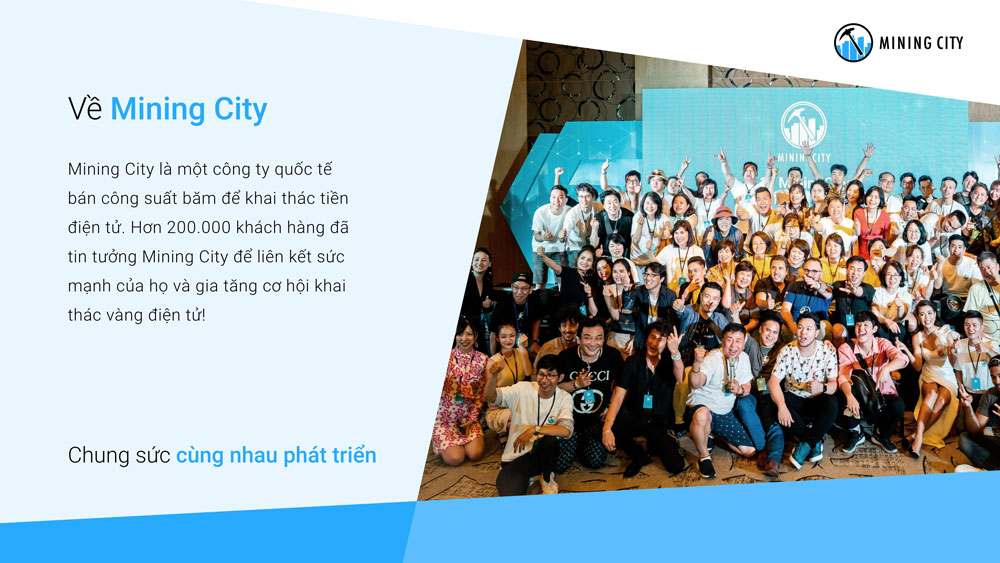 MINING CITY
Về Mining City
Mining City là một công ty quốc tế
bán công suất băm để khai thác tiền
điện tử. Hơn 200.000 khách hàng đã
tin tưởng Mining City để liên kết sức
mạnh của họ và gia tăng cơ hội khai
thác vàng điện tử!
Chung sức cùng nhau phát triển
MINING CITY
GUCCI